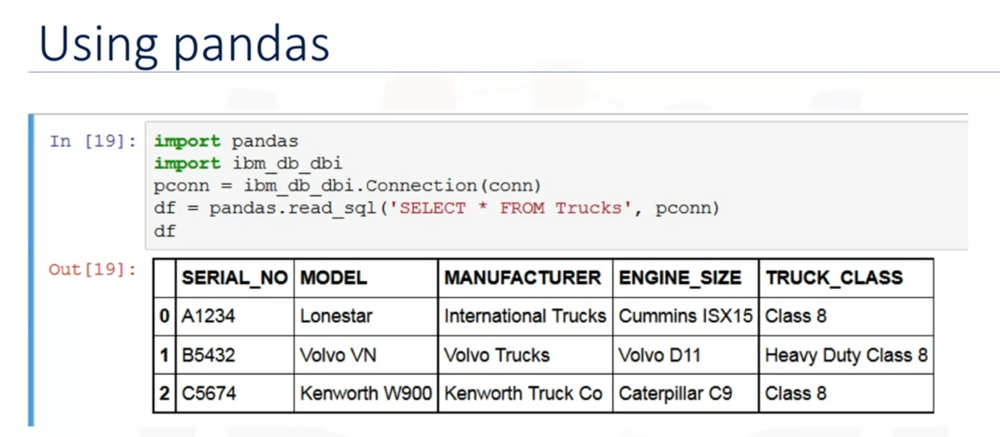 Using pandas
In [19]:
import pandas
import ibm_db_dbi
pconn = ibm_db_dbi.Connection(conn)
df = pandas.read_sql('SELECT * FROM Trucks', pconn)
df
Out[19]:
SERIAL_NO MODEL MANUFACTURER ENGINE_SIZE TRUCK_CLASS
0 A1234 Lonestar International Trucks Cummins ISX15 Class 8
1 B5432 Volvo VN Volvo Trucks Volvo D11 Heavy Duty Class 8
2 C5674 Kenworth W900 Kenworth Truck Co Caterpillar C9 Class 8